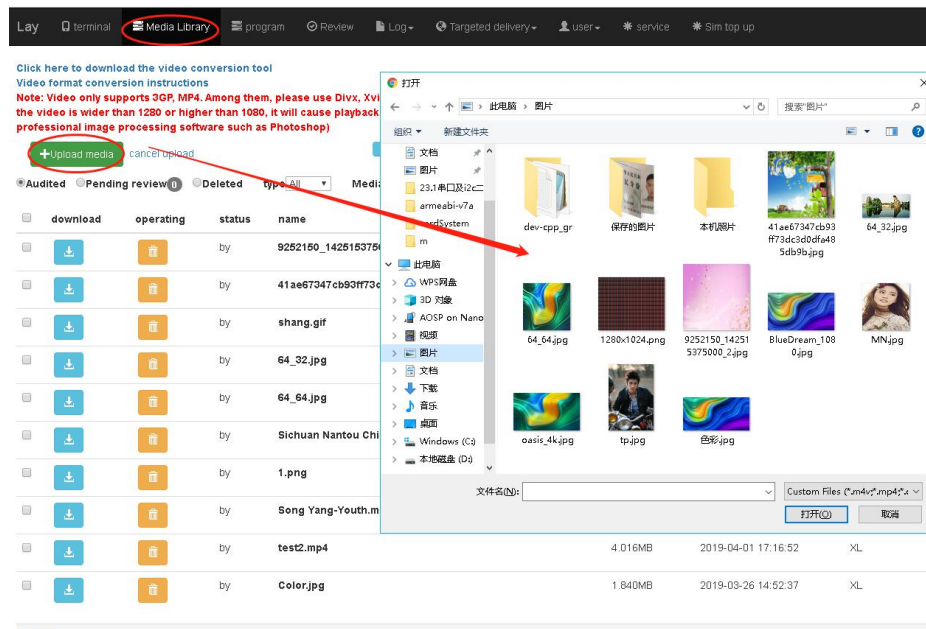 Lay terminal Media Library program Review Log Targeted delivery user service Sim top up
Click here to download the video conversion tool
Video format conversion instructions
Note: Video only supports 3GP, MP4. Among them, please use Divx, Xvi
the video is wider than 1280 or higher than 1080, it will cause playback
professional image processing software such as Photoshop)
+Upload media cancel upload
Audited Pending review 0 Deleted type All Media
download operating status name
by 9252150_1425153750
by 41ae67347cb93ff73c
by shang.gif
by 64_32.jpg
by 64_64.jpg
by Sichuan Nantou Chi
by 1.png
by Song Yang-Youth.m
by test2.mp4 4.016MB 2019-04-01 17:16:52 XL
by Color.jpg 1.840MB 2019-03-26 14:52:37 XL
打开
此电脑 › 图片 搜索"图片"
组织 新建文件夹
文档
图片
23.1串口及i2c二
armeabi-v7a
ardSystem
m
此电脑
WPS网盘
3D 对象
AOSP on Nano
视频
图片
文档
下载
音乐
桌面
Windows (C:)
本地磁盘 (D:)
dev-cpp_gr
保存的图片
本机照片
41ae67347cb93
ff73dc3d0dfa48
5db9b.jpg
64_32.jpg
64_64.jpg
1280x1024.png
9252150_14251
5375000_2.jpg
BlueDream_108
0.jpg
MN.jpg
oasis_4k.jpg
tp.jpg
色彩.jpg
文件名(N): Custom Files (*.m4v;*.mp4;*.
打开(O) 取消